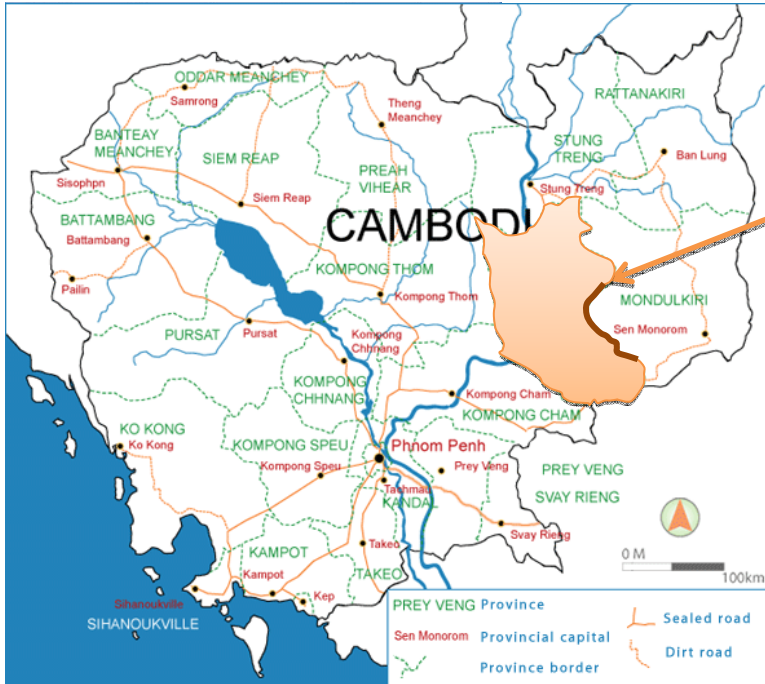 ODDAR MEANCHEY
Samrong
Theng
Meanchey
RATTANAKIRI
BANTEAY
MEANCHEY
SIEM REAP
PREAH
VIHEAR
STUNG
TRENG
Ban Lung
Sisophpn
Siem Reap
Stung Treng
BATTAMBANG
Battambang
CAMBODI
KOMPONG THOM
Pailin
Kompong Thom
MONDULKIRI
PURSAT
Pursat
Kompong
Chhnang
Sen Monorom
KOMPONG
CHHNANG
Kompong Cham
KOMPONG CHAM
KO KONG
Ko Kong
KOMPONG SPEU
Phnom Penh
Kompong Speu
Prey Veng
PREY VENG
Tachmau
KANDAL
SVAY RIENG
Svay Rieng
Takeo
KAMPOT
TAKEO
Kampot
Kep
Sihanoukville
SIHANOUKVILLE
0 M
100km
PREY VENG Province
Sen Monorom Provincial capital
Province border
Sealed road
Dirt road